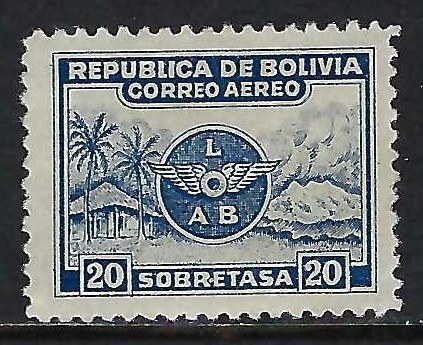 REPUBLICA DE BOLIVIA
CORREO AEREO
L
AB
20 SOBRETASA 20